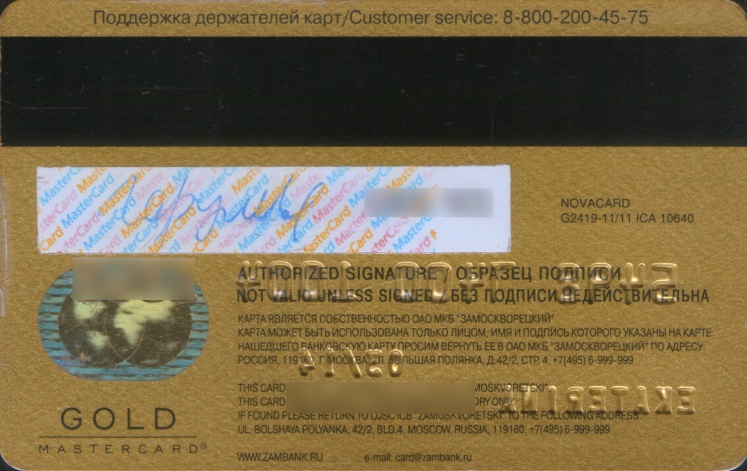 Поддержка держателей карт/Customer service: 8-800-200-45-75
NOVACARD
G2419-11/11 ICA 10640
AUTHORIZED SIGNATURE / ОБРАЗЕЦ ПОДПИСИ
NOT VALID UNLESS SIGNED / БЕЗ ПОДПИСИ НЕДЕЙСТВИТЕЛЬНА
КАРТА ЯВЛЯЕТСЯ СОБСТВЕННОСТЬЮ ОАО МКБ "ЗАМОСКВОРЕЦКИЙ"
КАРТА МОЖЕТ БЫТЬ ИСПОЛЬЗОВАНА ТОЛЬКО ЛИЦОМ, ИМЯ И ПОДПИСЬ КОТОРОГО УКАЗАНЫ НА КАРТЕ
НАШЕДШЕГО БАНКОВСКУЮ КАРТУ ПРОСИМ ВЕРНУТЬ ЕЕ В ОАО МКБ "ЗАМОСКВОРЕЦКИЙ" ПО АДРЕСУ:
РОССИЯ, 119180, Г. МОСКВА, УЛ. БОЛЬШАЯ ПОЛЯНКА, Д.42/2, СТР. 4. +7(495) 6-999-999
THIS CARD
THIS CARD ONLY
IF FOUND PLEASE RETURN TO OJSC ICB "ZAMOSKVORETSKI" TO THE FOLLOWING ADDRESS:
UL. BOLSHAYA POLYANKA, 42/2, BLD.4, MOSCOW, RUSSIA, 119180, +7(495) 6-999-999
GOLD
MASTERCARD®
WWW.ZAMBANK.RU e-mail: card@zambank.ru